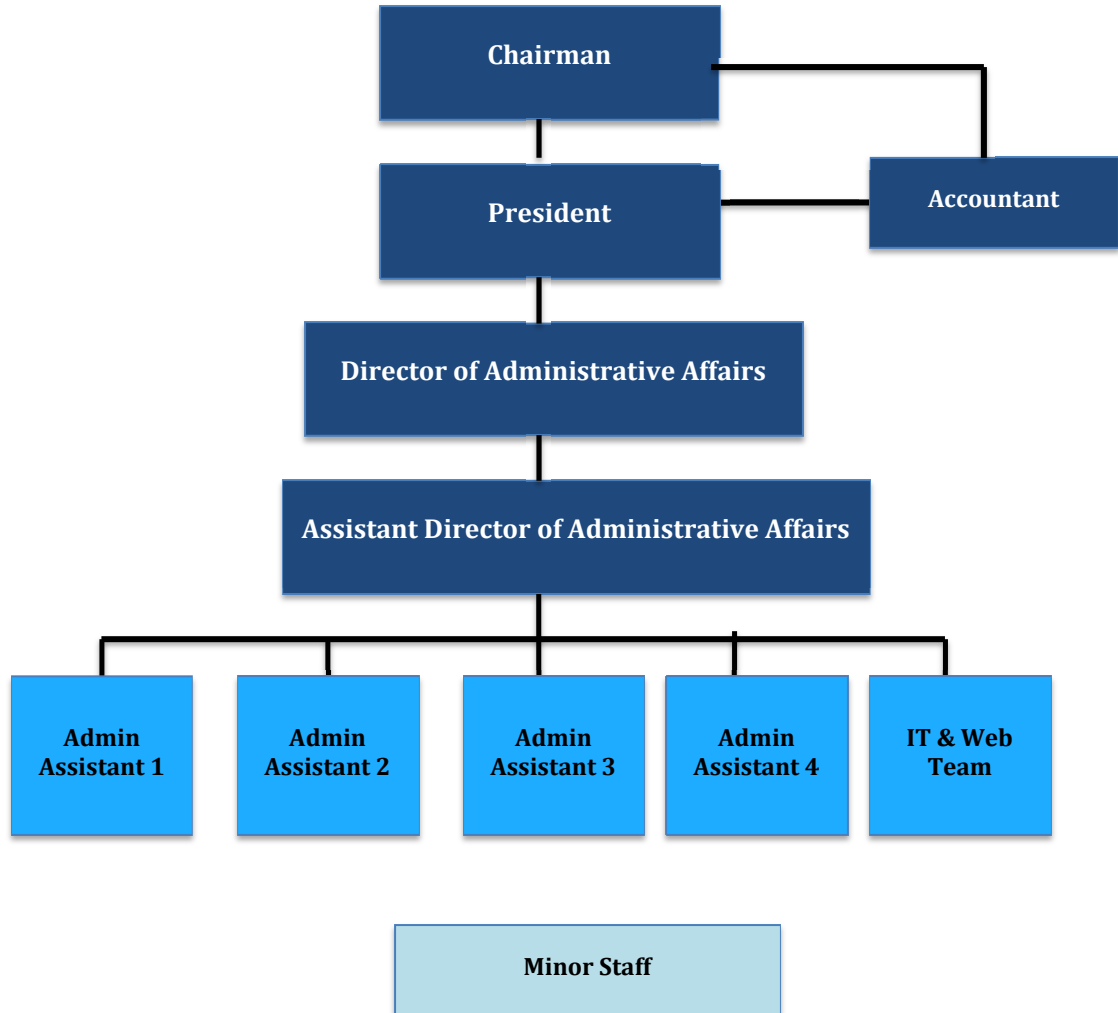 Chairman
President
Accountant
Director of Administrative Affairs
Assistant Director of Administrative Affairs
Admin
Assistant 1
Admin
Assistant 2
Admin
Assistant 3
Admin
Assistant 4
IT & Web
Team
Minor Staff